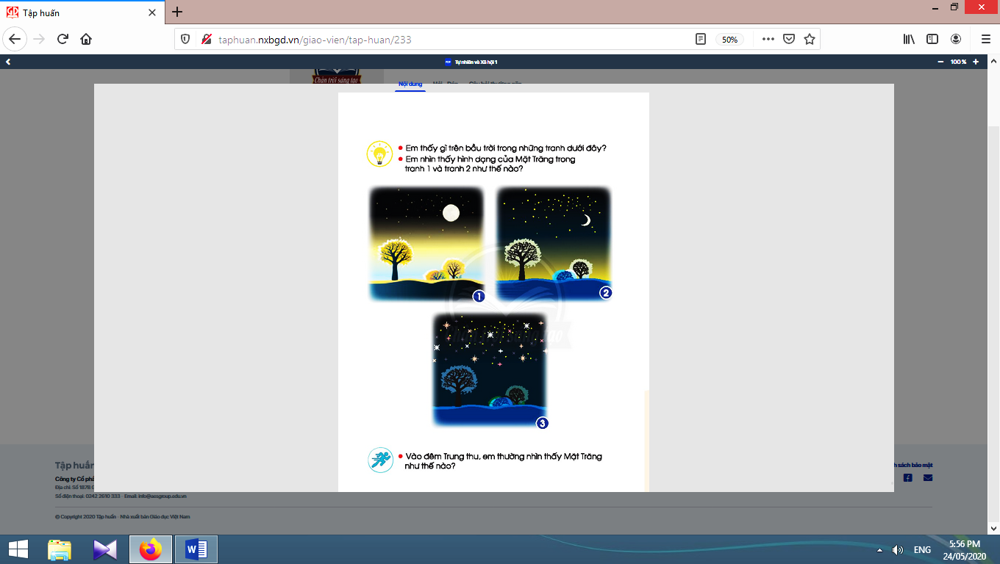 Tập huấn
taphuan.nxbgd.vn/giao-vien/tap-huan/233
50%
Tự nhiên và Xã hội 1
100 %
Chân trời sáng tạo
Nội dung
Em thấy gì trên bầu trời trong những tranh dưới đây?
Em nhìn thấy hình dạng của Mặt Trăng trong
tranh 1 và tranh 2 như thế nào?
1
2
Chân trời sáng tạo
3
Vào đêm Trung thu, em thường nhìn thấy Mặt Trăng
như thế nào?
Tập huấn
h sách bảo mật
Công ty Cổ phầ
Địa chỉ: Số 187B G
Số điện thoại: 0242 2610 333 - Email: info@aesgroup.edu.vn
© Copyright 2020 Tập huấn - Nhà xuất bản Giáo dục Việt Nam
ENG
5:56 PM
24/05/2020